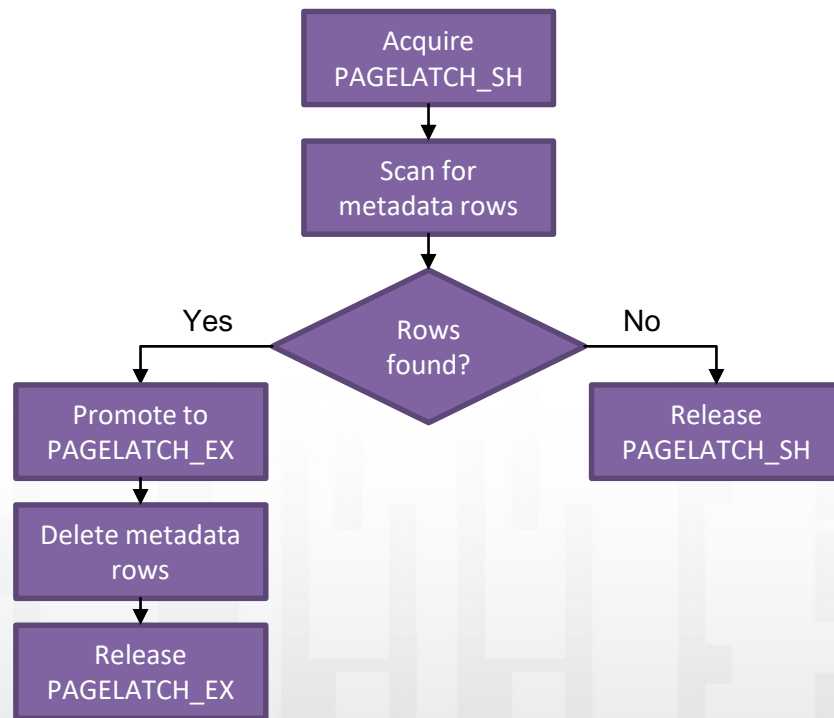 Acquire
PAGELATCH_SH
Scan for
metadata rows
Yes
Rows
found?
No
Promote to
PAGELATCH_EX
Release
PAGELATCH_SH
Delete metadata
rows
Release
PAGELATCH_EX